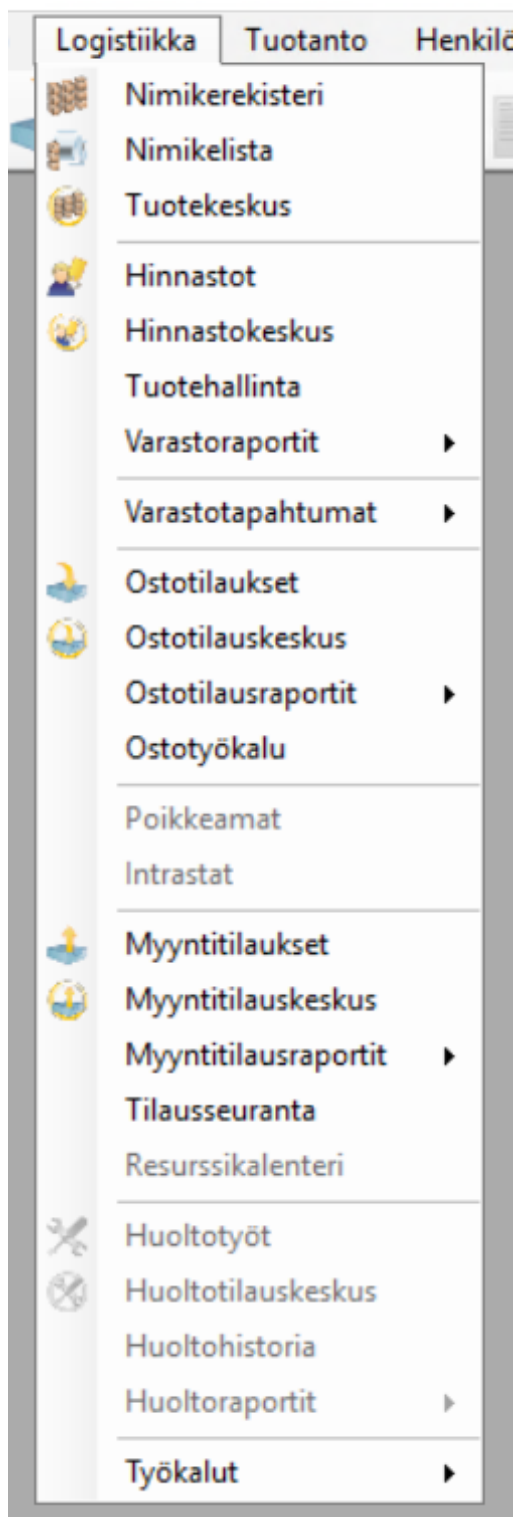 Logistiikka Tuotanto Henkilö
Nimikerekisteri
Nimikelista
Tuotekeskus
Hinnastot
Hinnastokeskus
Tuotehallinta
Varastoraportit
Varastotapahtumat
Ostotilaukset
Ostotilauskeskus
Ostotilausraportit
Ostotyökalu
Poikkeamat
Intrastat
Myyntitilaukset
Myyntitilauskeskus
Myyntitilausraportit
Tilausseuranta
Resurssikalenteri
Huoltotyöt
Huoltotilauskeskus
Huoltohistoria
Huoltoraportit
Työkalut